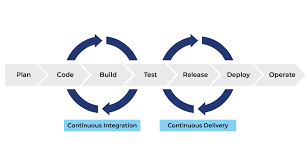 Plan Code Build Test Release Deploy Operate
Continuous Integration Continuous Delivery